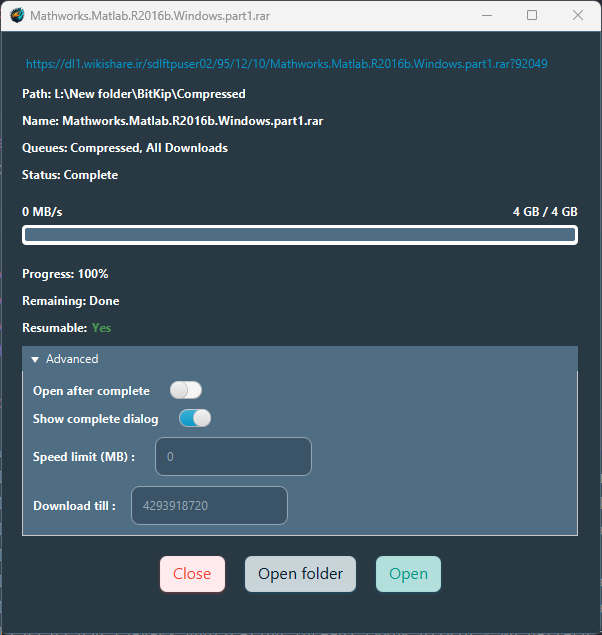 Mathworks.Matlab.R2016b.Windows.part1.rar
https://dl1.wikishare.ir/sdlftpuser02/95/12/10/Mathworks.Matlab.R2016b.Windows.part1.rar?92049
Path: L:\New folder\BitKip\Compressed
Name: Mathworks.Matlab.R2016b.Windows.part1.rar
Queues: Compressed, All Downloads
Status: Complete
0 MB/s 4 GB / 4 GB
Progress: 100%
Remaining: Done
Resumable: Yes
Advanced
Open after complete
Show complete dialog
Speed limit (MB) : 0
Download till : 4293918720
Close Open folder Open